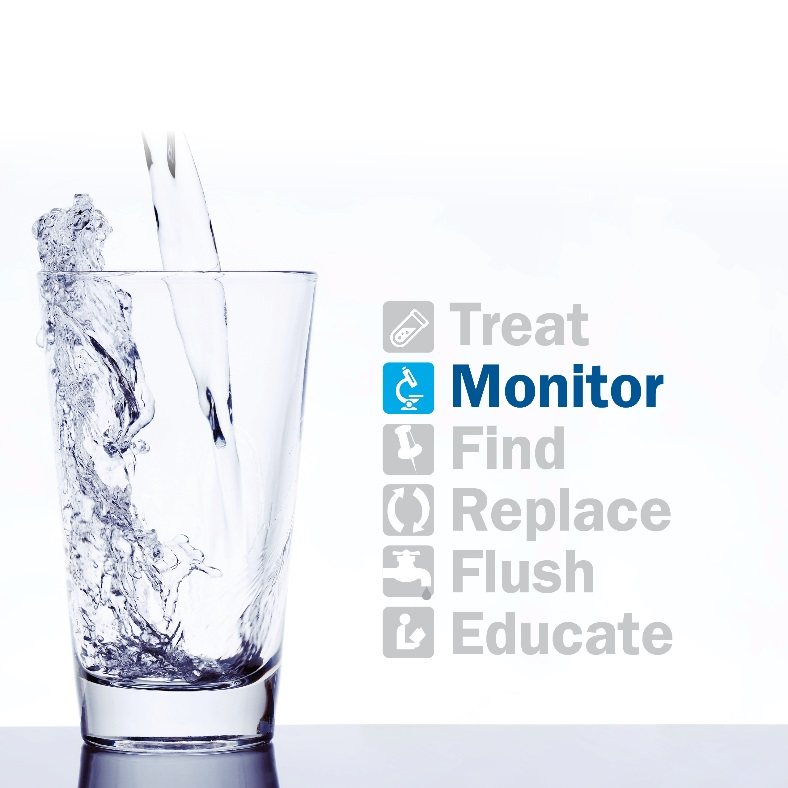 Treat
Monitor
Find
Replace
Flush
Educate